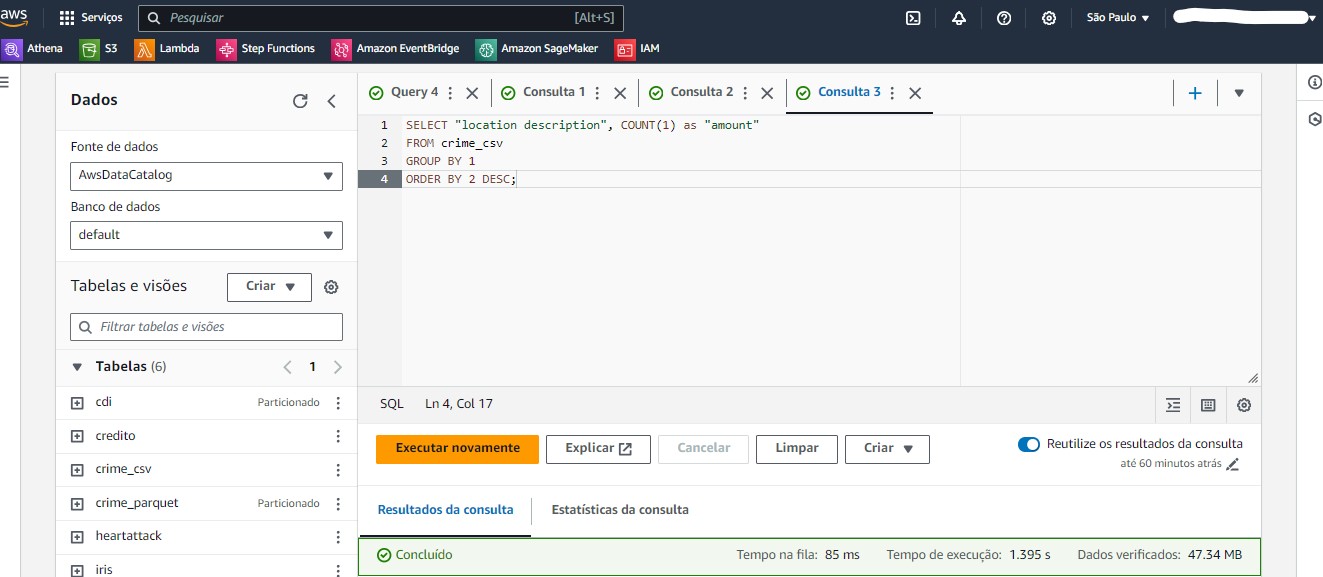 aws
Serviços
Pesquisar
[Alt+S]
São Paulo
Athena
S3
Lambda
Step Functions
Amazon EventBridge
Amazon SageMaker
IAM
Dados
Fonte de dados
AwsDataCatalog
Banco de dados
default
Tabelas e visões
Criar
Filtrar tabelas e visões
Tabelas (6)
1
cdi
Particionado
credito
crime_csv
crime_parquet
Particionado
heartattack
iris
Query 4
Consulta 1
Consulta 2
Consulta 3
1 SELECT "location description", COUNT(1) as "amount"
2 FROM crime_csv
3 GROUP BY 1
4 ORDER BY 2 DESC;
SQL
Ln 4, Col 17
Executar novamente
Explicar
Cancelar
Limpar
Criar
Reutilize os resultados da consulta
até 60 minutos atrás
Resultados da consulta
Estatísticas da consulta
Concluído
Tempo na fila: 85 ms
Tempo de execução: 1.395 s
Dados verificados: 47.34 MB